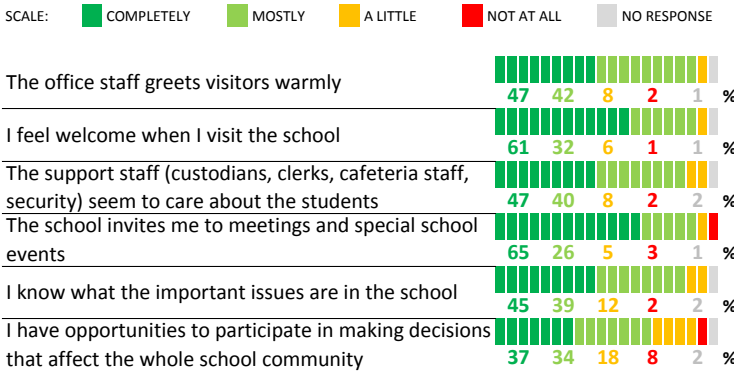 SCALE: COMPLETELY MOSTLY A LITTLE NOT AT ALL NO RESPONSE
The office staff greets visitors warmly
47 42 8 2 1 %
I feel welcome when I visit the school
61 32 6 1 1 %
The support staff (custodians, clerks, cafeteria staff,
security) seem to care about the students
47 40 8 2 2 %
The school invites me to meetings and special school
events
65 26 5 3 1 %
I know what the important issues are in the school
45 39 12 2 2 %
I have opportunities to participate in making decisions
that affect the whole school community
37 34 18 8 2 %